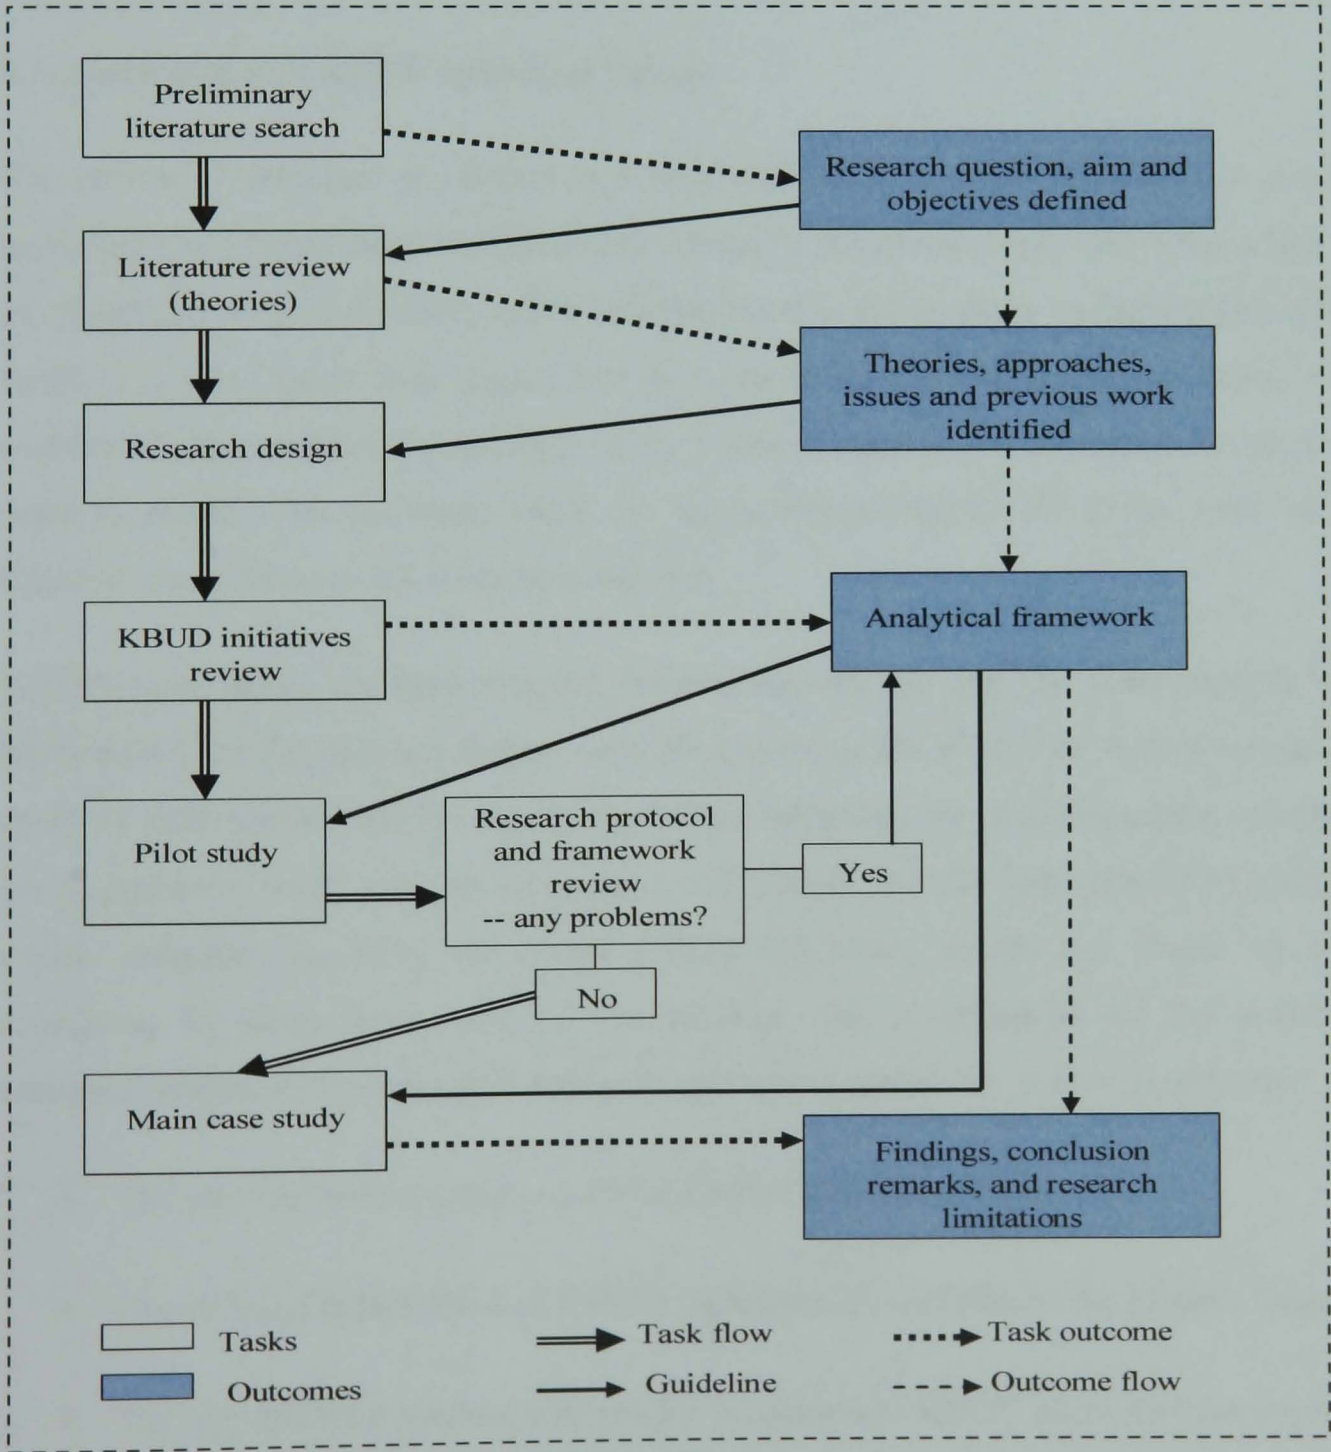 Preliminary
literature search
Research question, aim and
objectives defined
Literature review
(theories)
Theories, approaches,
issues and previous work
identified
Research design
KBUD initiatives
review
Analytical framework
Pilot study
Research protocol
and framework
review
-- any problems?
Yes
No
Main case study
Findings, conclusion
remarks, and research
limitations
Tasks
Task flow
Task outcome
Outcomes
Guideline
Outcome flow